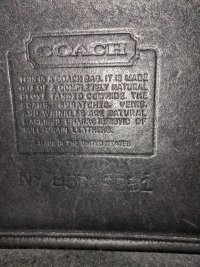 COACH
THIS IS A COACH BAG. IT IS MADE
OUT OF A COMPLETELY NATURAL
GLOVE TANNED COWHIDE. THE
SCARS, SCRATCHES, VEINS
AND WRINKLES ARE NATURAL
MARKINGS CHARACTERISTIC OF
FULL GRAIN LEATHERS.
MADE IN THE UNITED STATES
No